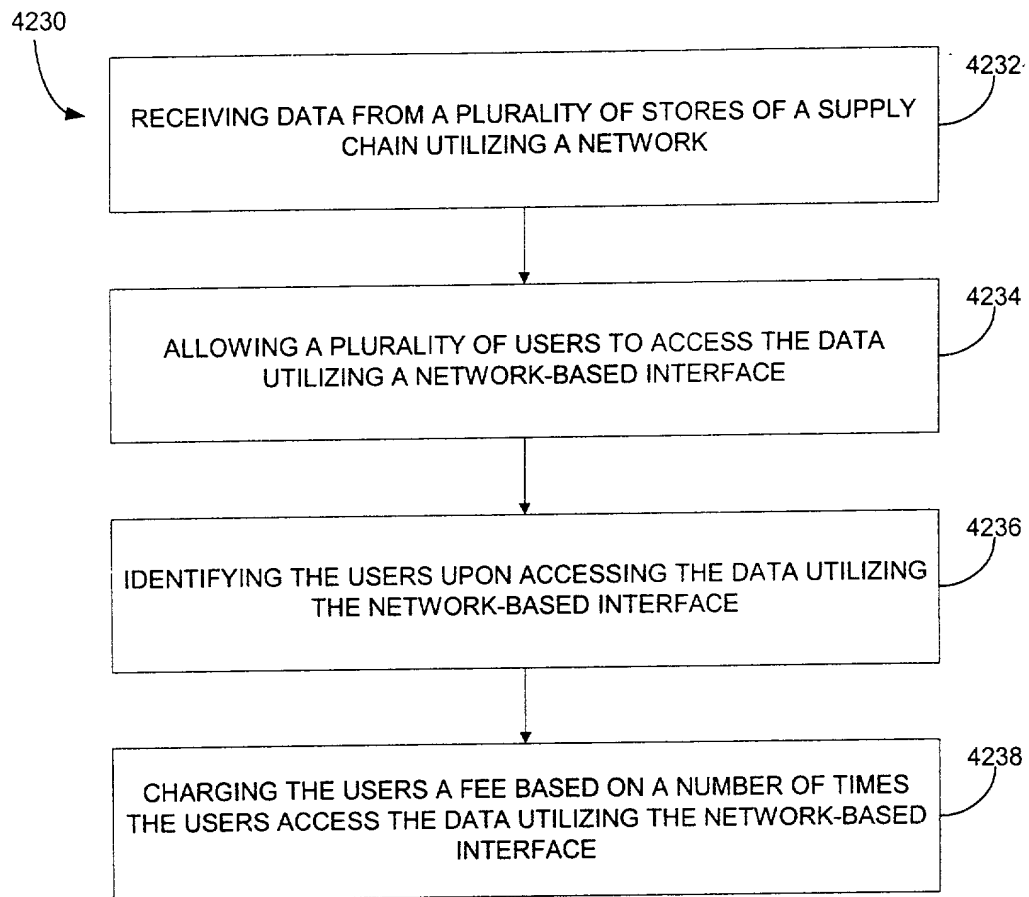 4230
4232
RECEIVING DATA FROM A PLURALITY OF STORES OF A SUPPLY
CHAIN UTILIZING A NETWORK
4234
ALLOWING A PLURALITY OF USERS TO ACCESS THE DATA
UTILIZING A NETWORK-BASED INTERFACE
4236
IDENTIFYING THE USERS UPON ACCESSING THE DATA UTILIZING
THE NETWORK-BASED INTERFACE
4238
CHARGING THE USERS A FEE BASED ON A NUMBER OF TIMES
THE USERS ACCESS THE DATA UTILIZING THE NETWORK-BASED
INTERFACE